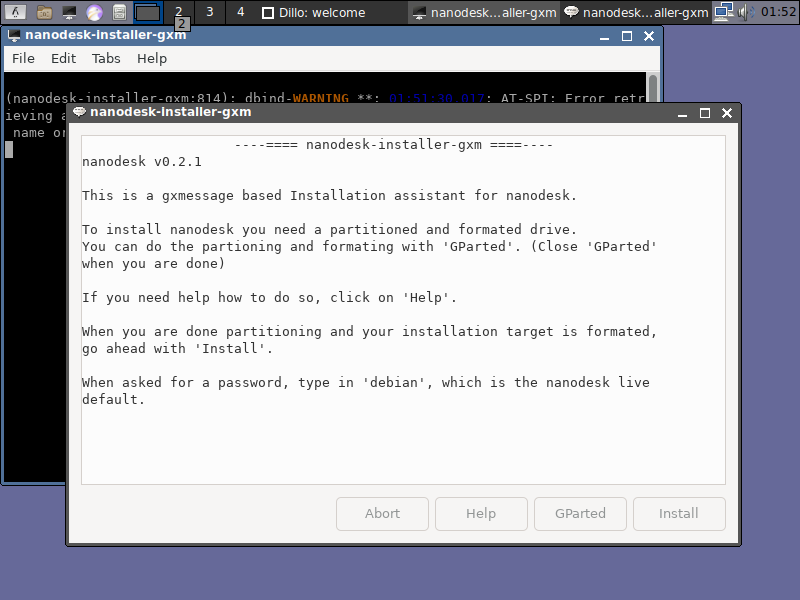 2
3
4
Dillo: welcome
nanodesk...aller-gxm
nanodesk...aller-gxm
01:52
2
nanodesk-installer-gxm
File Edit Tabs Help
(nanodesk-installer-gxm:814): dbind-WARNING **: 01:51:30.017: AT-SPI: Error retr
ieving a
name or
nanodesk-installer-gxm
----==== nanodesk-installer-gxm ====----
nanodesk v0.2.1
This is a gxmessage based Installation assistant for nanodesk.
To install nanodesk you need a partitioned and formated drive.
You can do the partioning and formating with 'GParted'. (Close 'GParted'
when you are done)
If you need help how to do so, click on 'Help'.
When you are done partitioning and your installation target is formated,
go ahead with 'Install'.
When asked for a password, type in 'debian', which is the nanodesk live
default.
Abort Help GParted Install